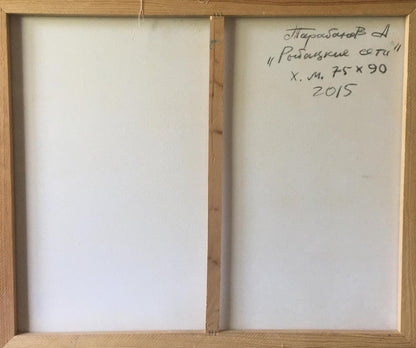 Тарабанов А
„Рыбацкие сети"
х. м. 75 х 90
2015